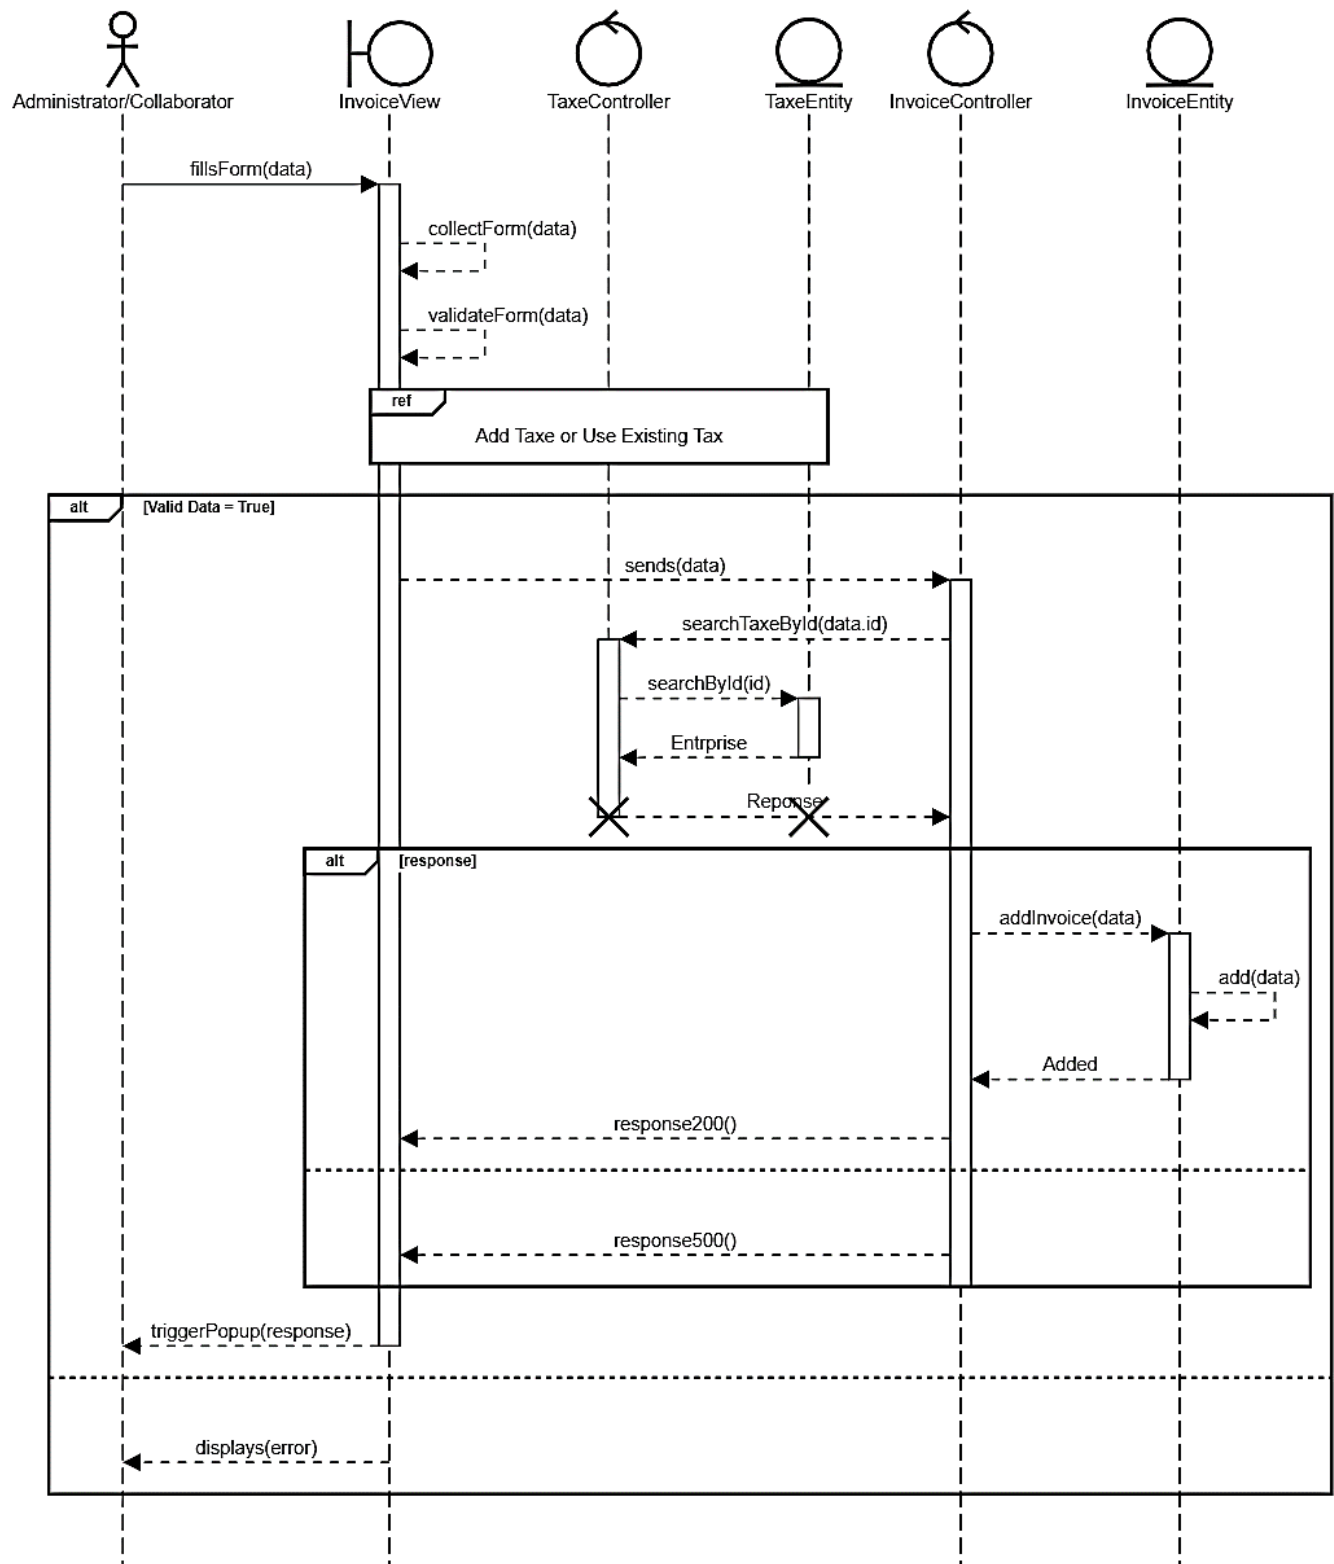 Administrator/Collaborator
InvoiceView
TaxeController
TaxeEntity
InvoiceController
InvoiceEntity
fillsForm(data)
collectForm(data)
validateForm(data)
ref
Add Taxe or Use Existing Tax
alt
[Valid Data = True]
sends(data)
searchTaxeById(data.id)
searchById(id)
Entrprise
Reponse
alt
[response]
addInvoice(data)
add(data)
Added
response200()
response500()
triggerPopup(response)
displays(error)